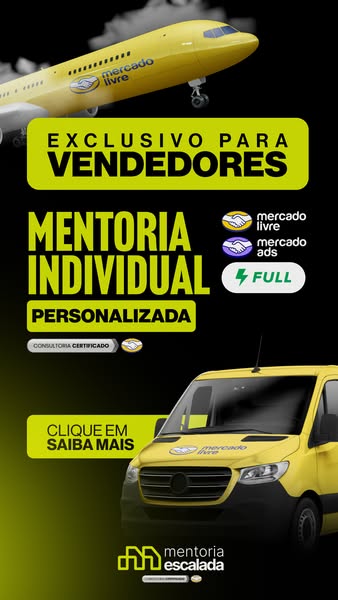 mercado
livre
EXCLUSIVO PARA
VENDEDORES
MENTORIA
INDIVIDUAL
PERSONALIZADA
CONSULTORIA CERTIFICADO
mercado
livre
mercado
ads
FULL
CLIQUE EM
SAIBA MAIS
mercado
livre
mentoria
escalada